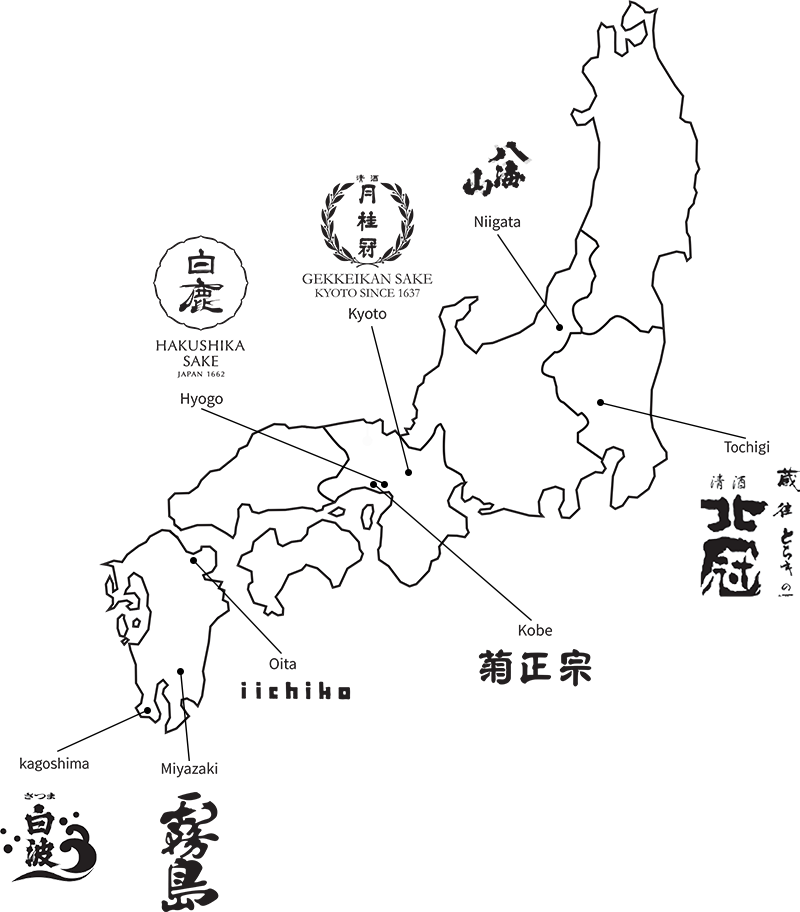 八海山
Niigata
清酒
月桂冠
GEKKEIKAN SAKE
KYOTO SINCE 1637
Kyoto
白鹿
HAKUSHIKA
SAKE
JAPAN 1662
Hyogo
Tochigi
清酒
北冠
とちぎの
Kobe
菊正宗
Oita
iichiko
kagoshima
さつま
白波
Miyazaki
霧島